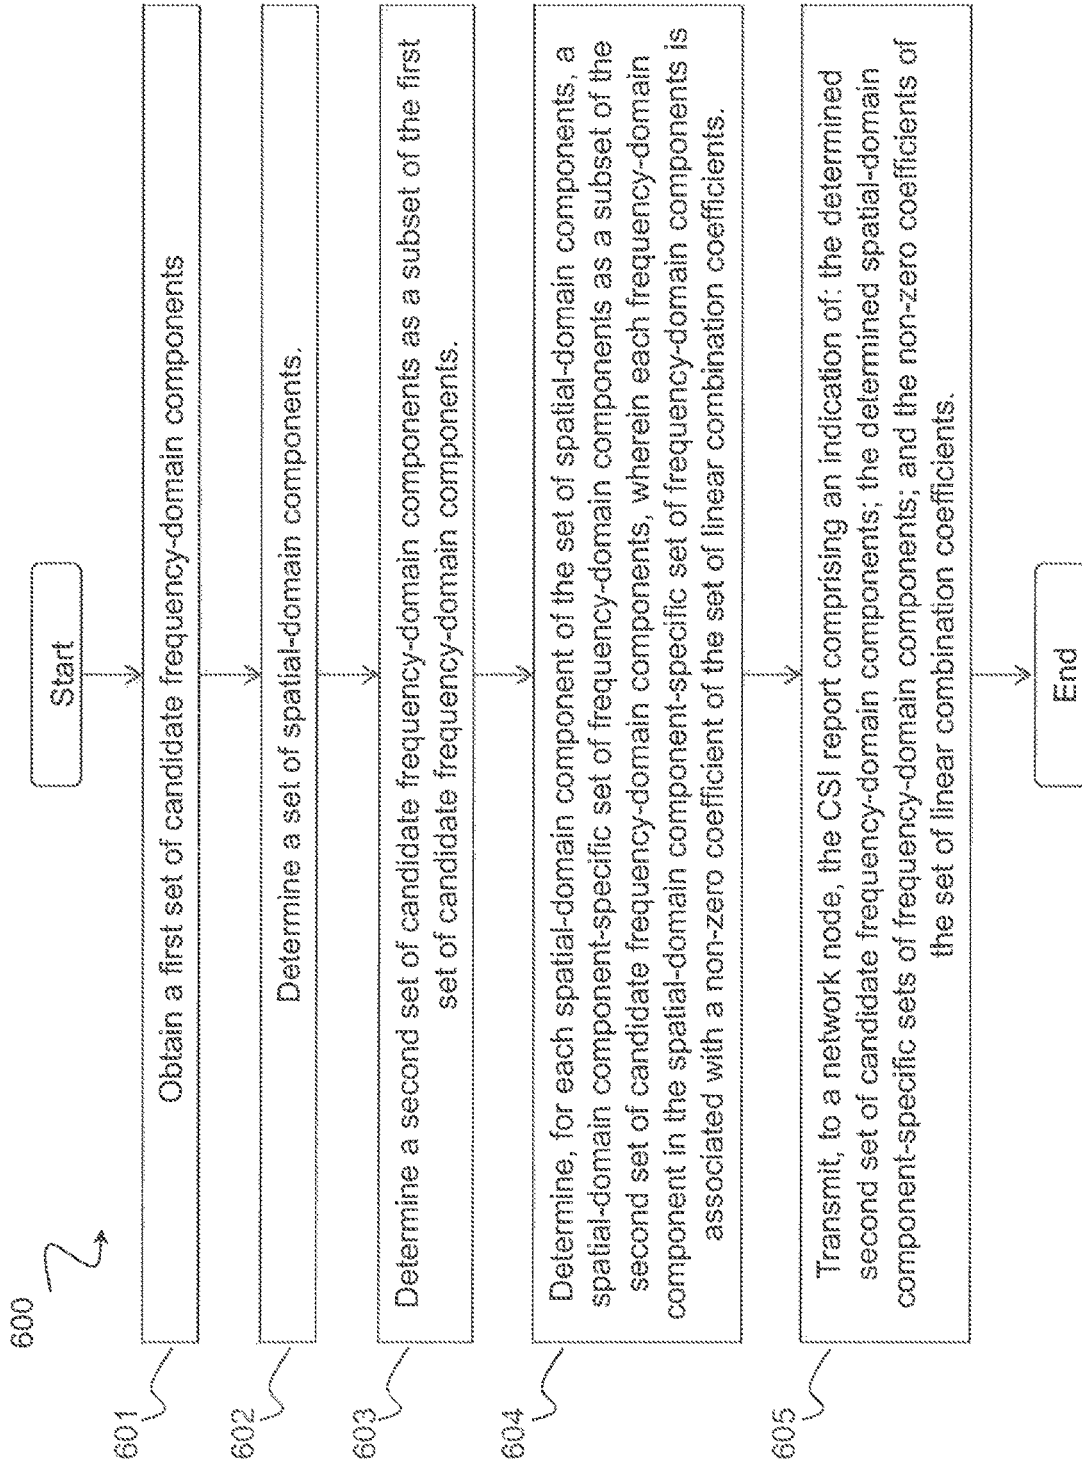 600
Start
601
Obtain a first set of candidate frequency-domain components
602
Determine a set of spatial-domain components.
603
Determine a second set of candidate frequency-domain components as a subset of the first
set of candidate frequency-domain components.
604
Determine, for each spatial-domain component of the set of spatial-domain components, a
spatial-domain component-specific set of frequency-domain components as a subset of the
second set of candidate frequency-domain components, wherein each frequency-domain
component in the spatial-domain component-specific set of frequency-domain components is
associated with a non-zero coefficient of the set of linear combination coefficients.
605
Transmit, to a network node, the CSI report comprising an indication of: the determined
second set of candidate frequency-domain components; the determined spatial-domain
component-specific sets of frequency-domain components; and the non-zero coefficients of
the set of linear combination coefficients.
End